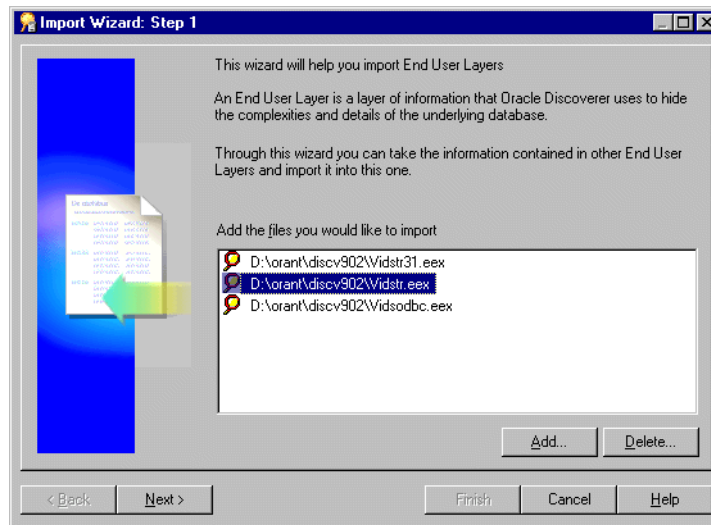 Import Wizard: Step 1
This wizard will help you import End User Layers
An End User Layer is a layer of information that Oracle Discoverer uses to hide
the complexities and details of the underlying database.
Through this wizard you can take the information contained in other End User
Layers and import it into this one.
Add the files you would like to import
D:\orant\discv902\Vidstr31.eex
D:\orant\discv902\Vidstr.eex
D:\orant\discv902\Vidsodbc.eex
Add...
Delete...
< Back
Next >
Finish
Cancel
Help